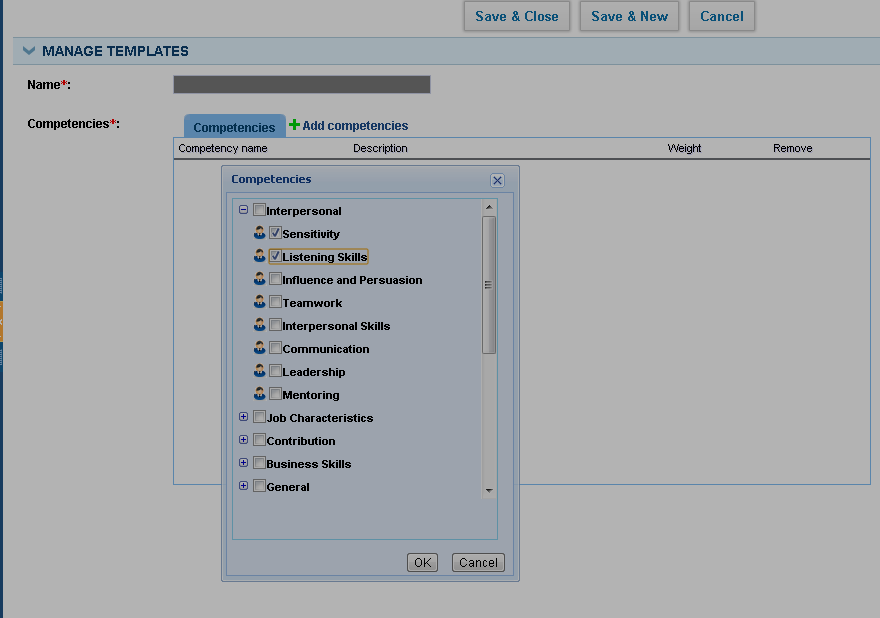 Save & Close Save & New Cancel
MANAGE TEMPLATES
Name*:
Competencies*: Competencies Add competencies
Competency name Description Weight Remove
Competencies
Interpersonal
Sensitivity
Listening Skills
Influence and Persuasion
Teamwork
Interpersonal Skills
Communication
Leadership
Mentoring
Job Characteristics
Contribution
Business Skills
General
OK Cancel